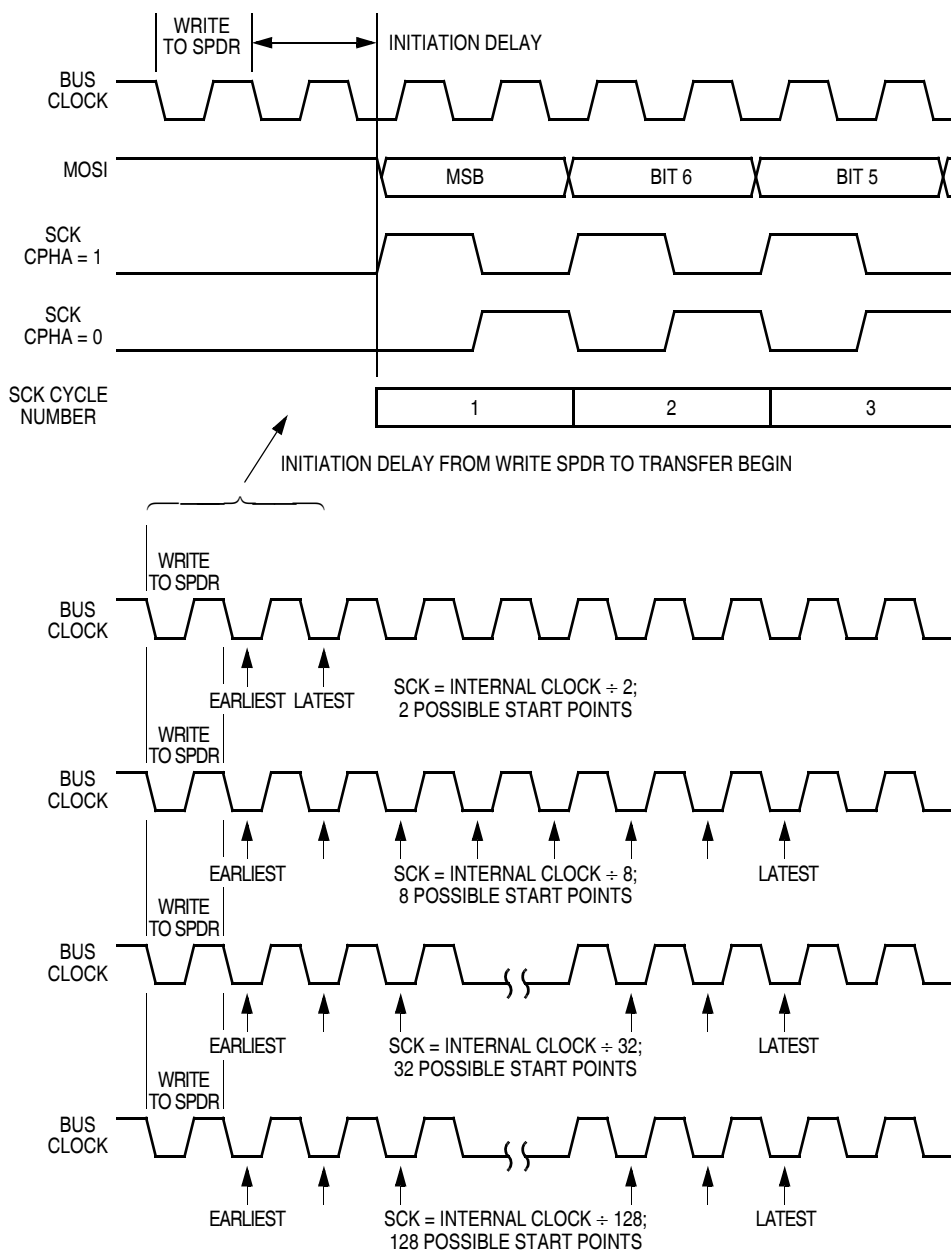 WRITE
TO SPDR
INITIATION DELAY
BUS
CLOCK
MOSI
MSB
BIT 6
BIT 5
SCK
CPHA = 1
SCK
CPHA = 0
SCK CYCLE
NUMBER
1
2
3
INITIATION DELAY FROM WRITE SPDR TO TRANSFER BEGIN
WRITE
TO SPDR
BUS
CLOCK
EARLIEST
LATEST
SCK = INTERNAL CLOCK ÷ 2;
2 POSSIBLE START POINTS
WRITE
TO SPDR
BUS
CLOCK
EARLIEST
SCK = INTERNAL CLOCK ÷ 8;
8 POSSIBLE START POINTS
LATEST
WRITE
TO SPDR
BUS
CLOCK
EARLIEST
SCK = INTERNAL CLOCK ÷ 32;
32 POSSIBLE START POINTS
LATEST
WRITE
TO SPDR
BUS
CLOCK
EARLIEST
SCK = INTERNAL CLOCK ÷ 128;
128 POSSIBLE START POINTS
LATEST